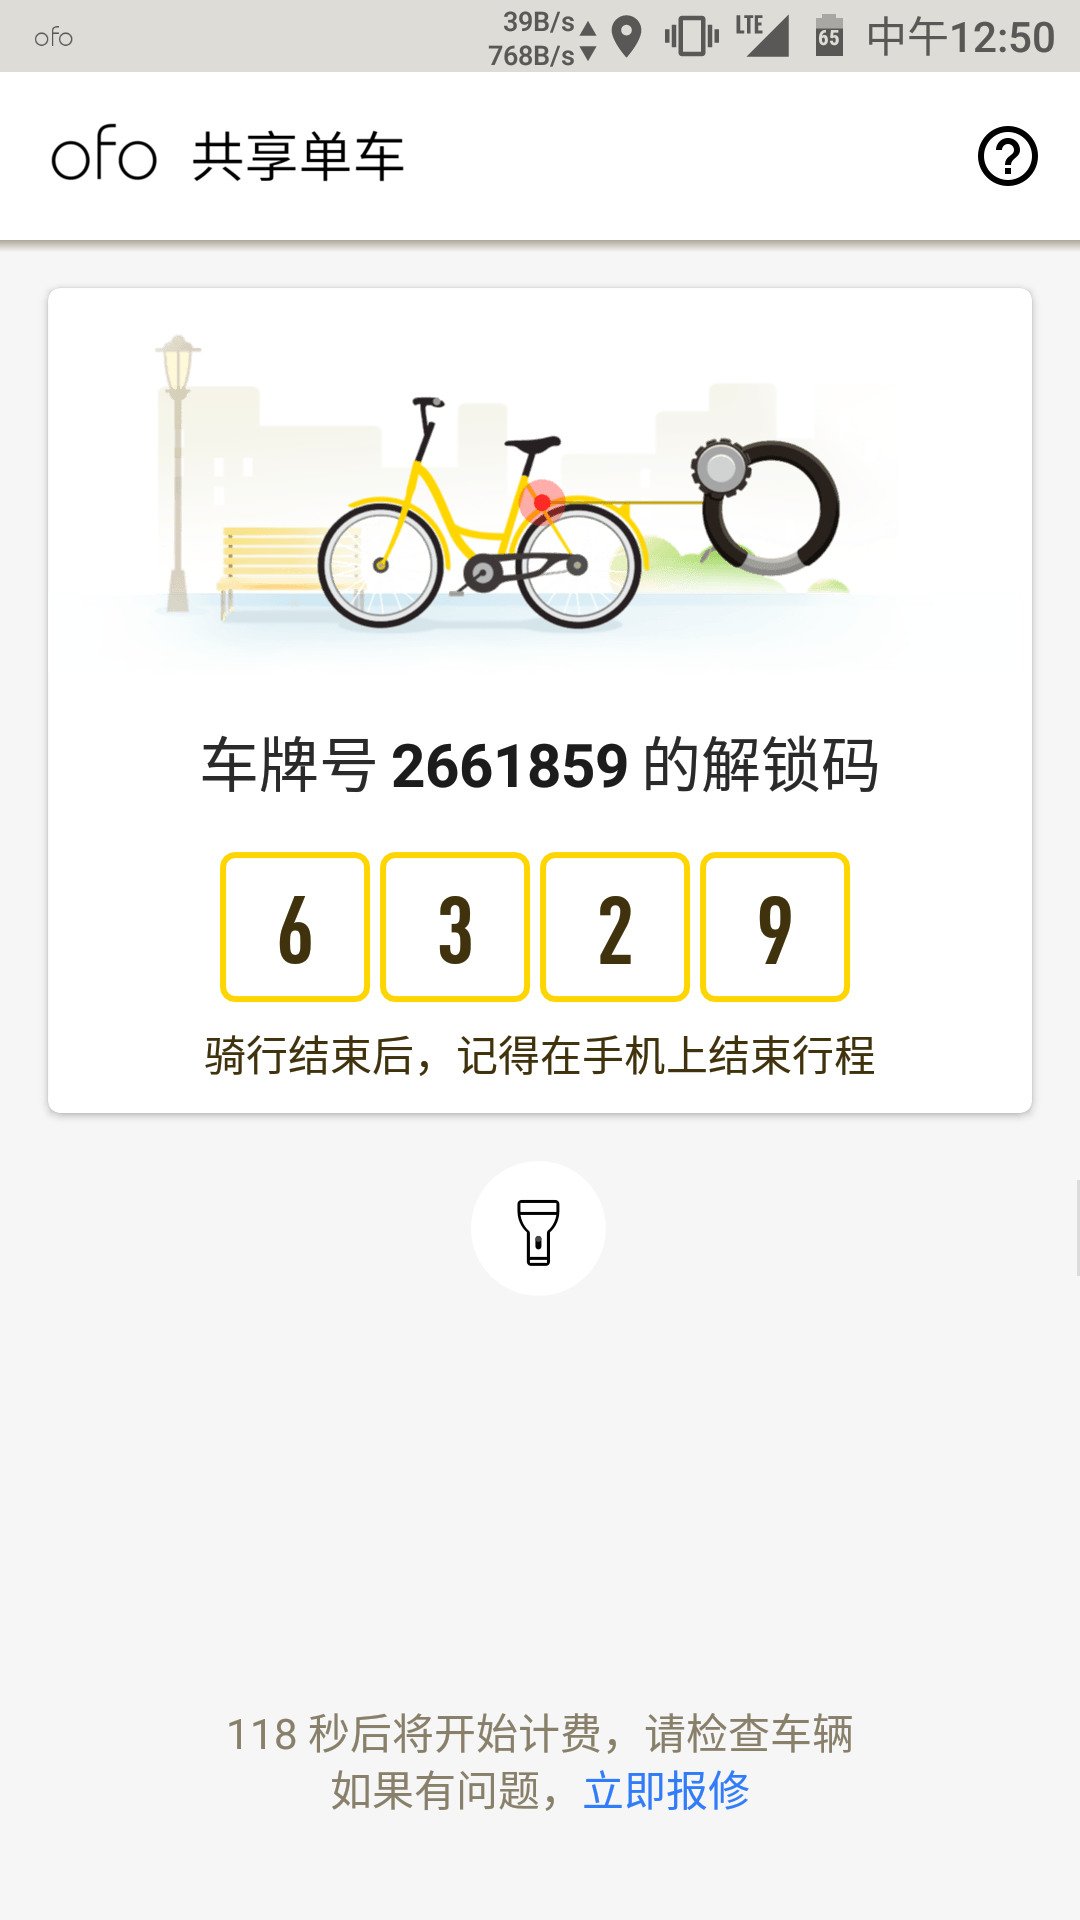 ofo
39B/s
768B/s
LTE
65
中午12:50
ofo 共享单车
车牌号 2661859 的解锁码
6 3 2 9
骑行结束后，记得在手机上结束行程
118 秒后将开始计费，请检查车辆
如果有问题，立即报修